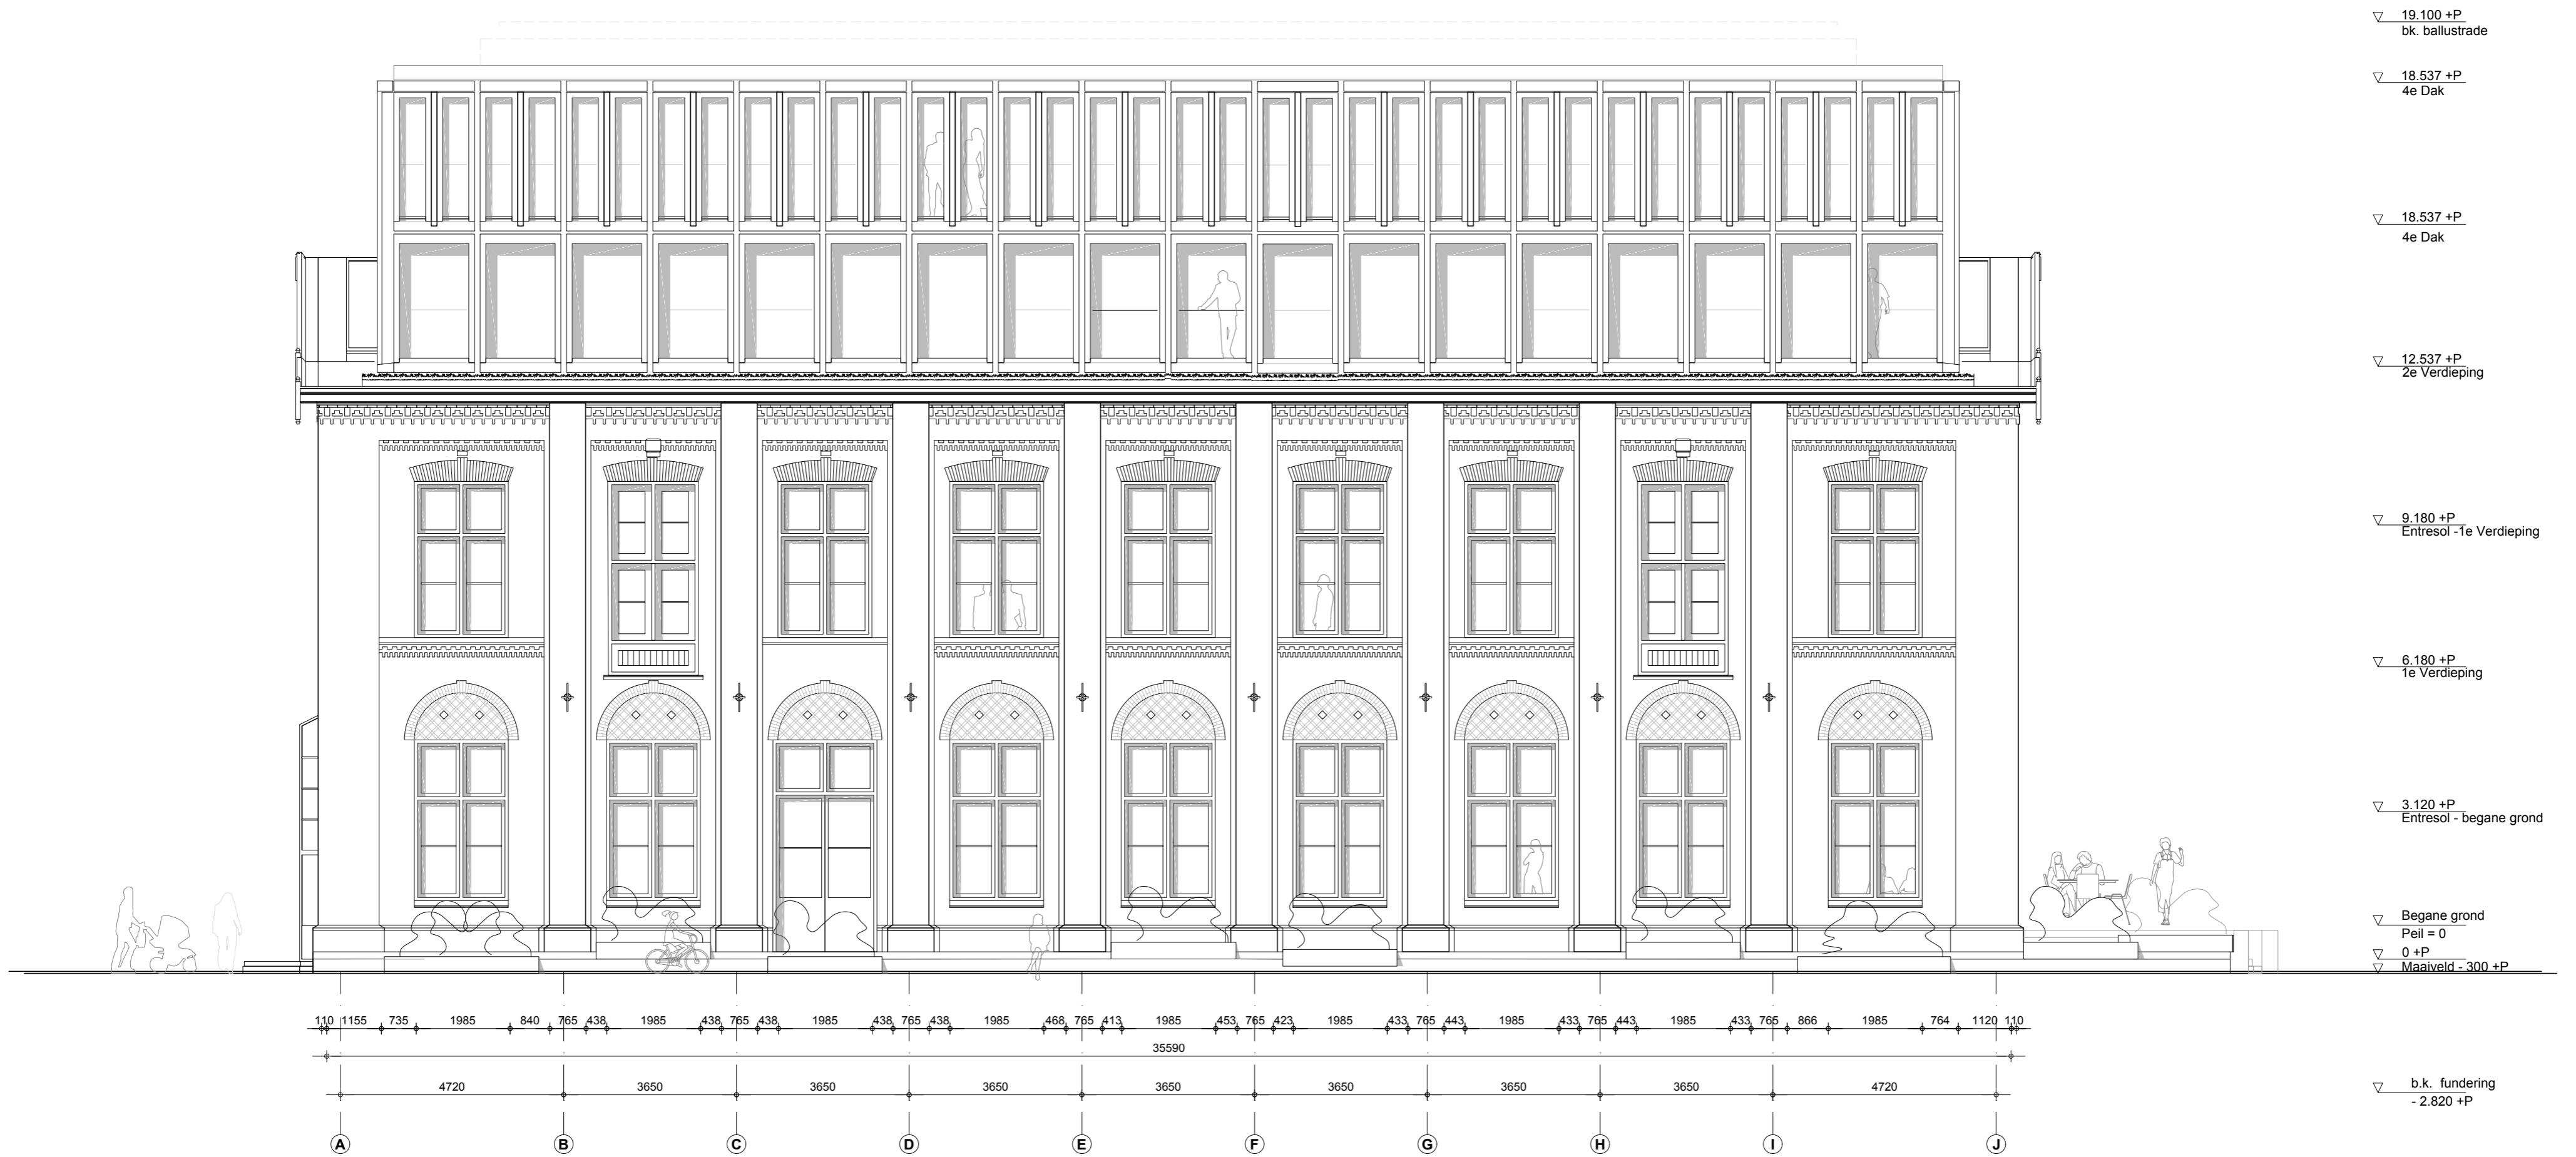 19.100 +P
bk. ballustrade
18.537 +P
4e Dak
18.537 +P
4e Dak
12.537 +P
2e Verdieping
9.180 +P
Entresol -1e Verdieping
6.180 +P
1e Verdieping
3.120 +P
Entresol - begane grond
Begane grond
Peil = 0
0 +P
Maaiveld - 300 +P
110 1155 735 1985 840 765 438 1985 438 765 438 1985 438 765 438 1985 468 765 413 1985 453 765 423 1985 433 765 443 1985 433 765 443 1985 433 765 866 1985 764 1120 110
35590
4720 3650 3650 3650 3650 3650 3650 3650 4720
b.k. fundering
- 2.820 +P
A B C D E F G H I J